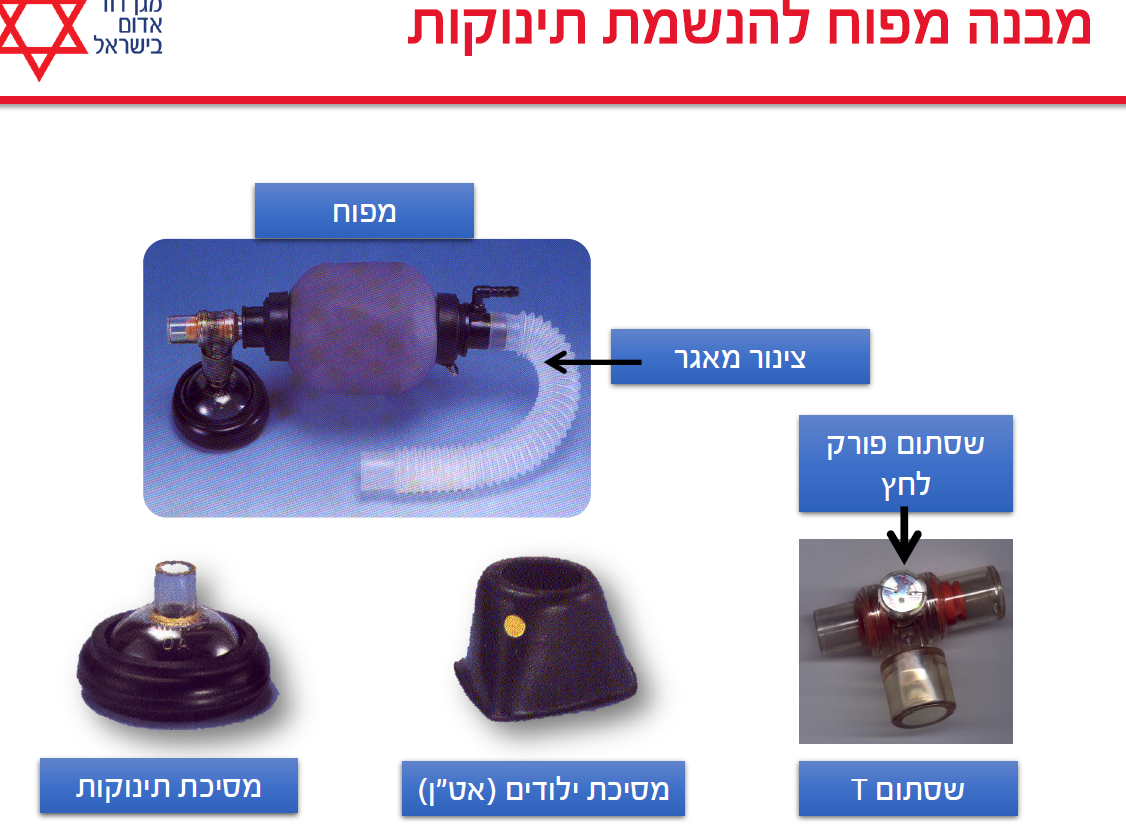 מגן דוד
אדום
בישראל
מבנה מפוח להנשמת תינוקות
מפוח
צינור מאגר
שסתום פורק
לחץ
מסיכת תינוקות
מסיכת ילודים (אט"ן)
שסתום T